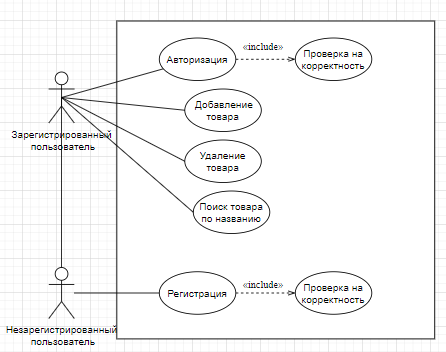 «include»
Авторизация
Проверка на
корректность
Добавление
товара
Зарегистрированный
пользователь
Удаление
товара
Поиск товара
по названию
«include»
Регистрация
Проверка на
корректность
Незарегистрированный
пользователь